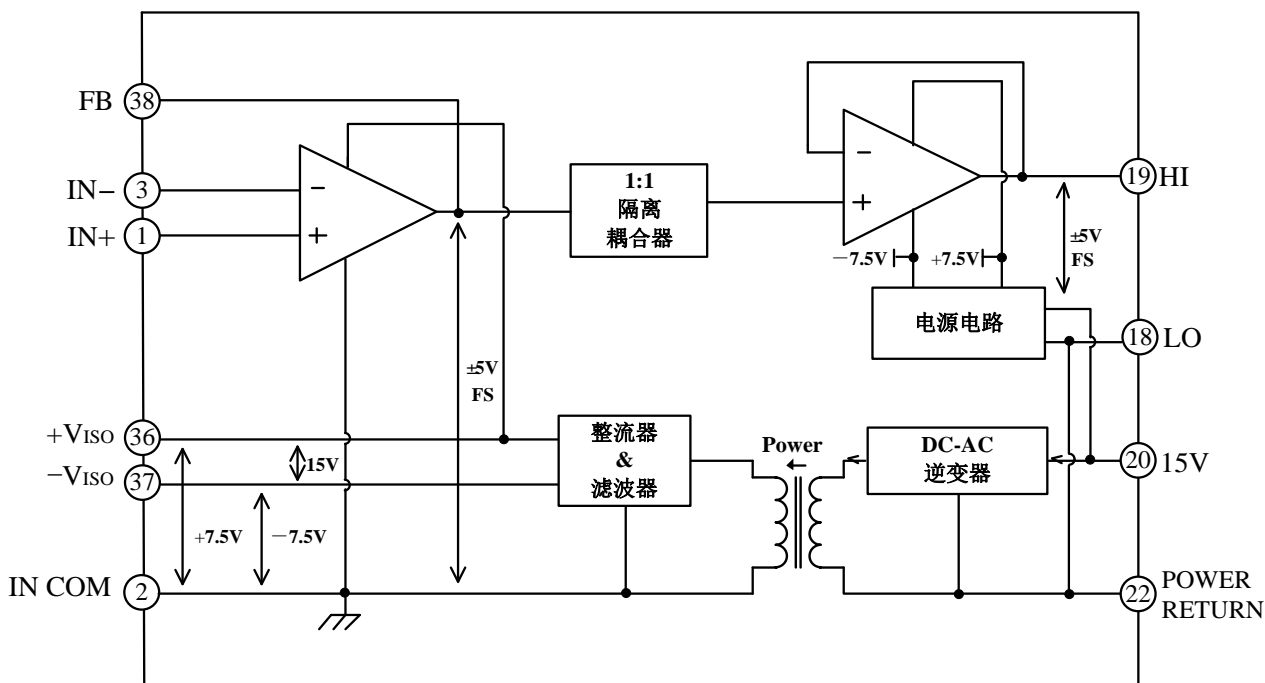 FB 38
IN− 3
IN+ 1
− +
1:1
隔离
耦合器
− +
19 HI
±5V
FS
−7.5V +7.5V
电源电路
18 LO
±5V
FS
+VISO 36
−VISO 37
15V
+7.5V −7.5V
整流器
&
滤波器
Power
DC-AC
逆变器
20 15V
IN COM 2
22 POWER
RETURN